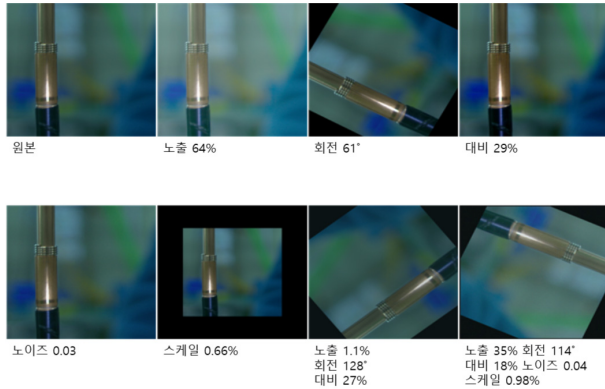 원본
노출 64%
회전 61˚
대비 29%
노이즈 0.03
스케일 0.66%
노출 1.1%
회전 128˚
대비 27%
노출 35% 회전 114˚
대비 18% 노이즈 0.04
스케일 0.98%